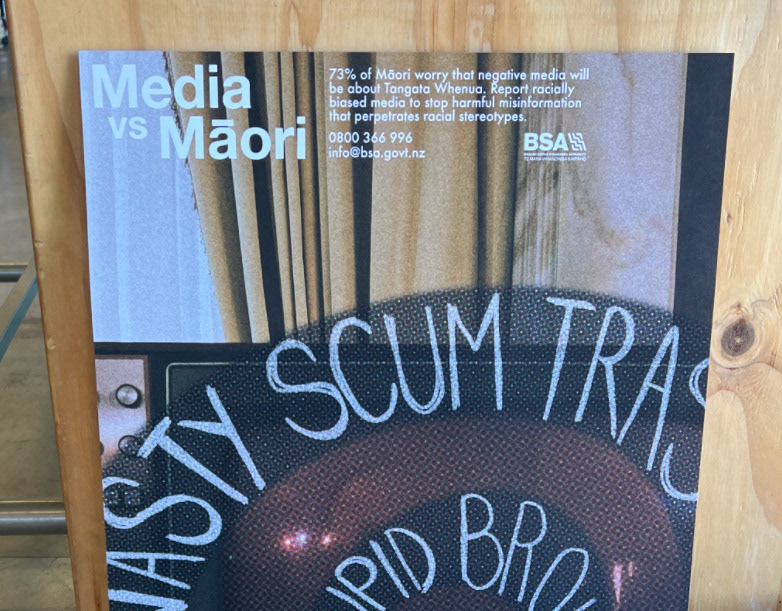 Media
vs Māori
73% of Māori worry that negative media will
be about Tangata Whenua. Report racially
biased media to stop harmful misinformation
that perpetrates racial stereotypes.
0800 366 996
info@bsa.govt.nz
BSA
NASTY SCUM TRAS
UPID BRO